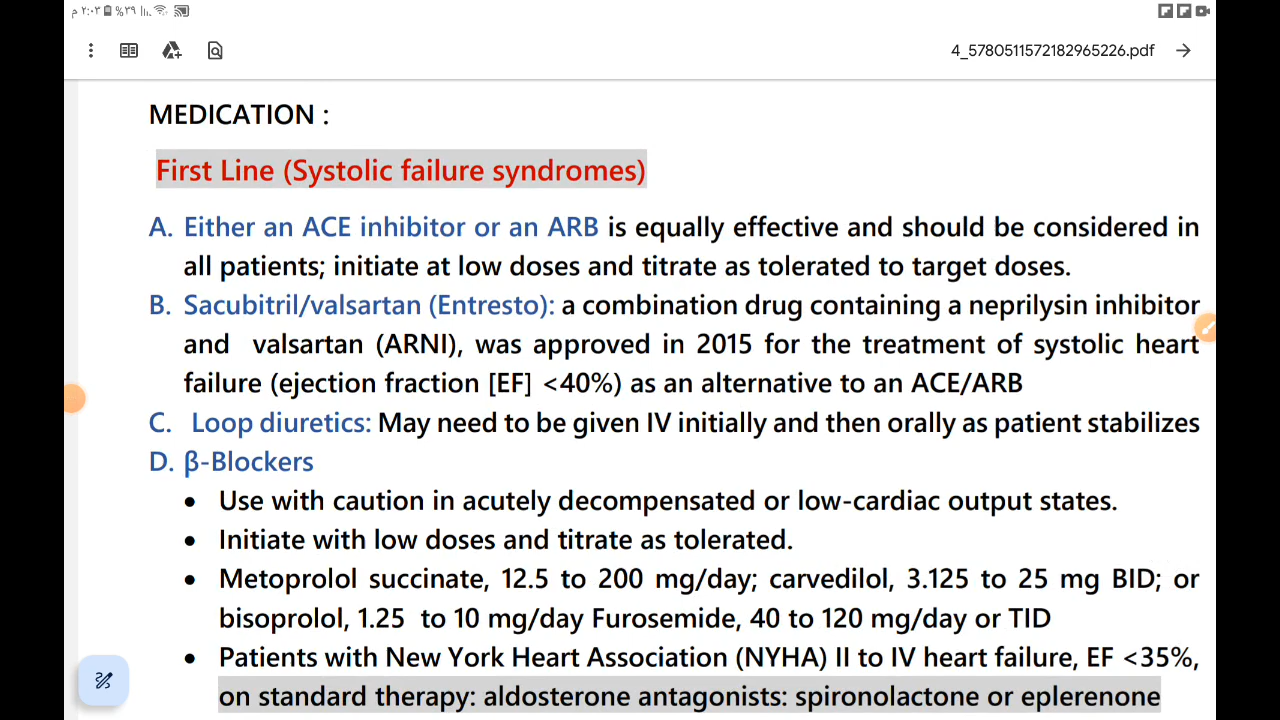 م ٢:٠٣ %٣٩
4_5780511572182965226.pdf
MEDICATION :
First Line (Systolic failure syndromes)
A. Either an ACE inhibitor or an ARB is equally effective and should be considered in
all patients; initiate at low doses and titrate as tolerated to target doses.
B. Sacubitril/valsartan (Entresto): a combination drug containing a neprilysin inhibitor
and valsartan (ARNI), was approved in 2015 for the treatment of systolic heart
failure (ejection fraction [EF] <40%) as an alternative to an ACE/ARB
C. Loop diuretics: May need to be given IV initially and then orally as patient stabilizes
D. β-Blockers
• Use with caution in acutely decompensated or low-cardiac output states.
• Initiate with low doses and titrate as tolerated.
• Metoprolol succinate, 12.5 to 200 mg/day; carvedilol, 3.125 to 25 mg BID; or
bisoprolol, 1.25 to 10 mg/day Furosemide, 40 to 120 mg/day or TID
• Patients with New York Heart Association (NYHA) II to IV heart failure, EF <35%,
on standard therapy: aldosterone antagonists: spironolactone or eplerenone